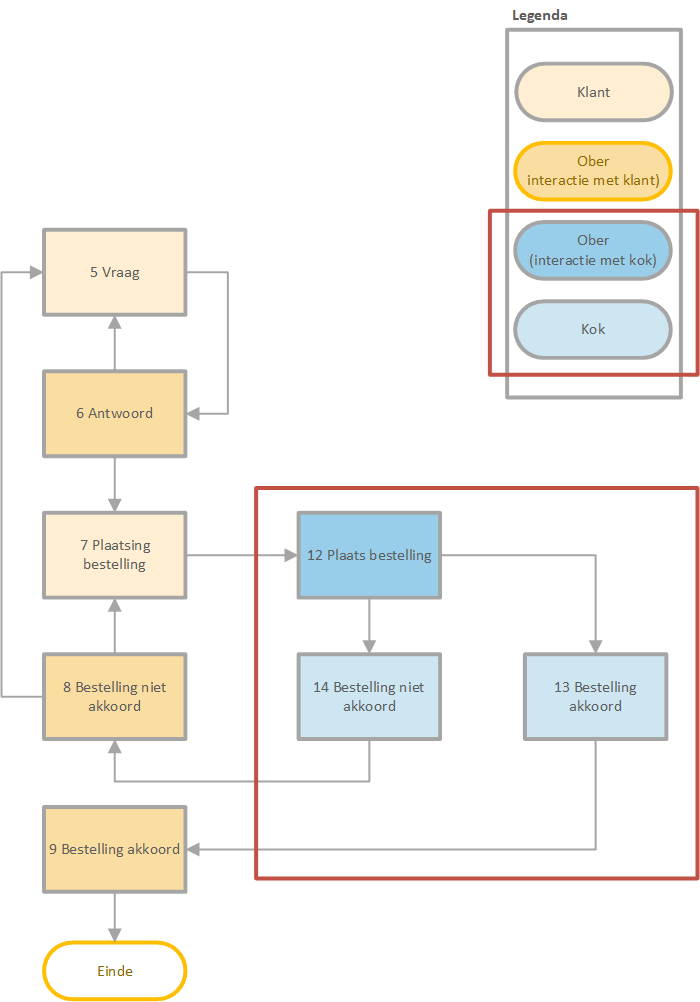 Legenda
Klant
Ober
interactie met klant)
Ober
(interactie met kok)
Kok
5 Vraag
6 Antwoord
7 Plaatsing
bestelling
12 Plaats bestelling
8 Bestelling niet
akkoord
14 Bestelling niet
akkoord
13 Bestelling
akkoord
9 Bestelling akkoord
Einde